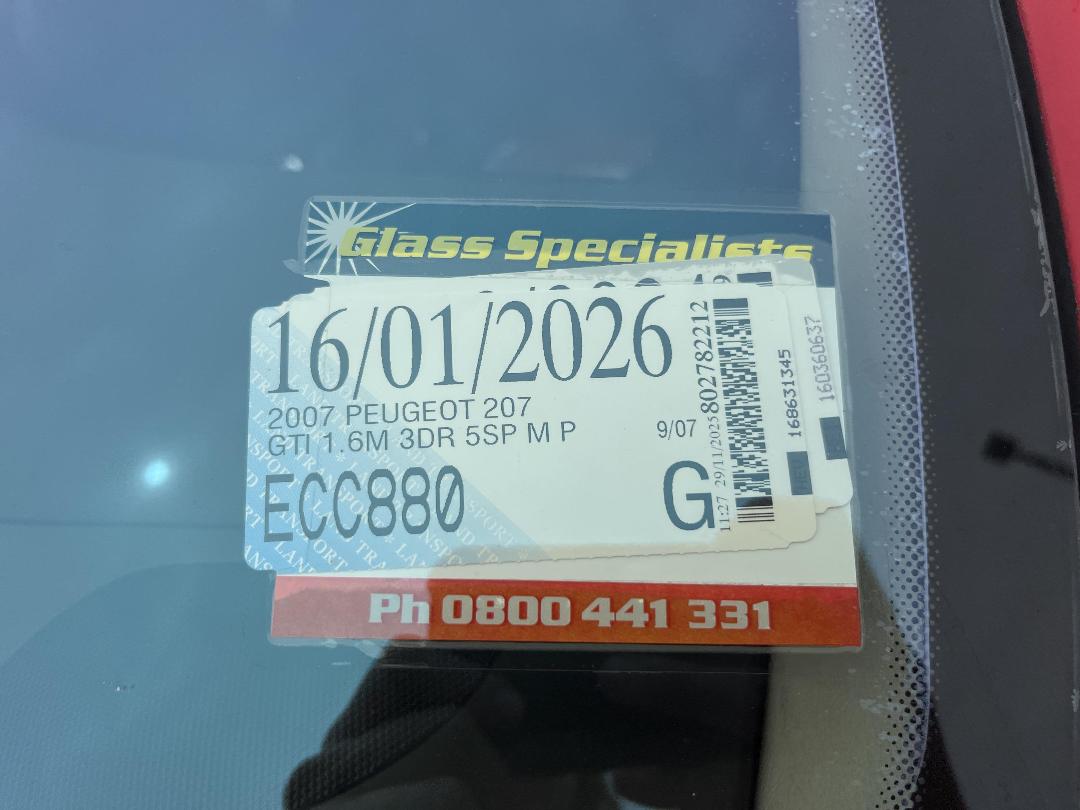 Glass Specialists
16/01/2026
2007 PEUGEOT 207
GTI 1.6M 3DR 5SP M P 9/07
ECC880 G
11:27 29/11/2025 802782212
168631345
160360637
Ph 0800 441 331